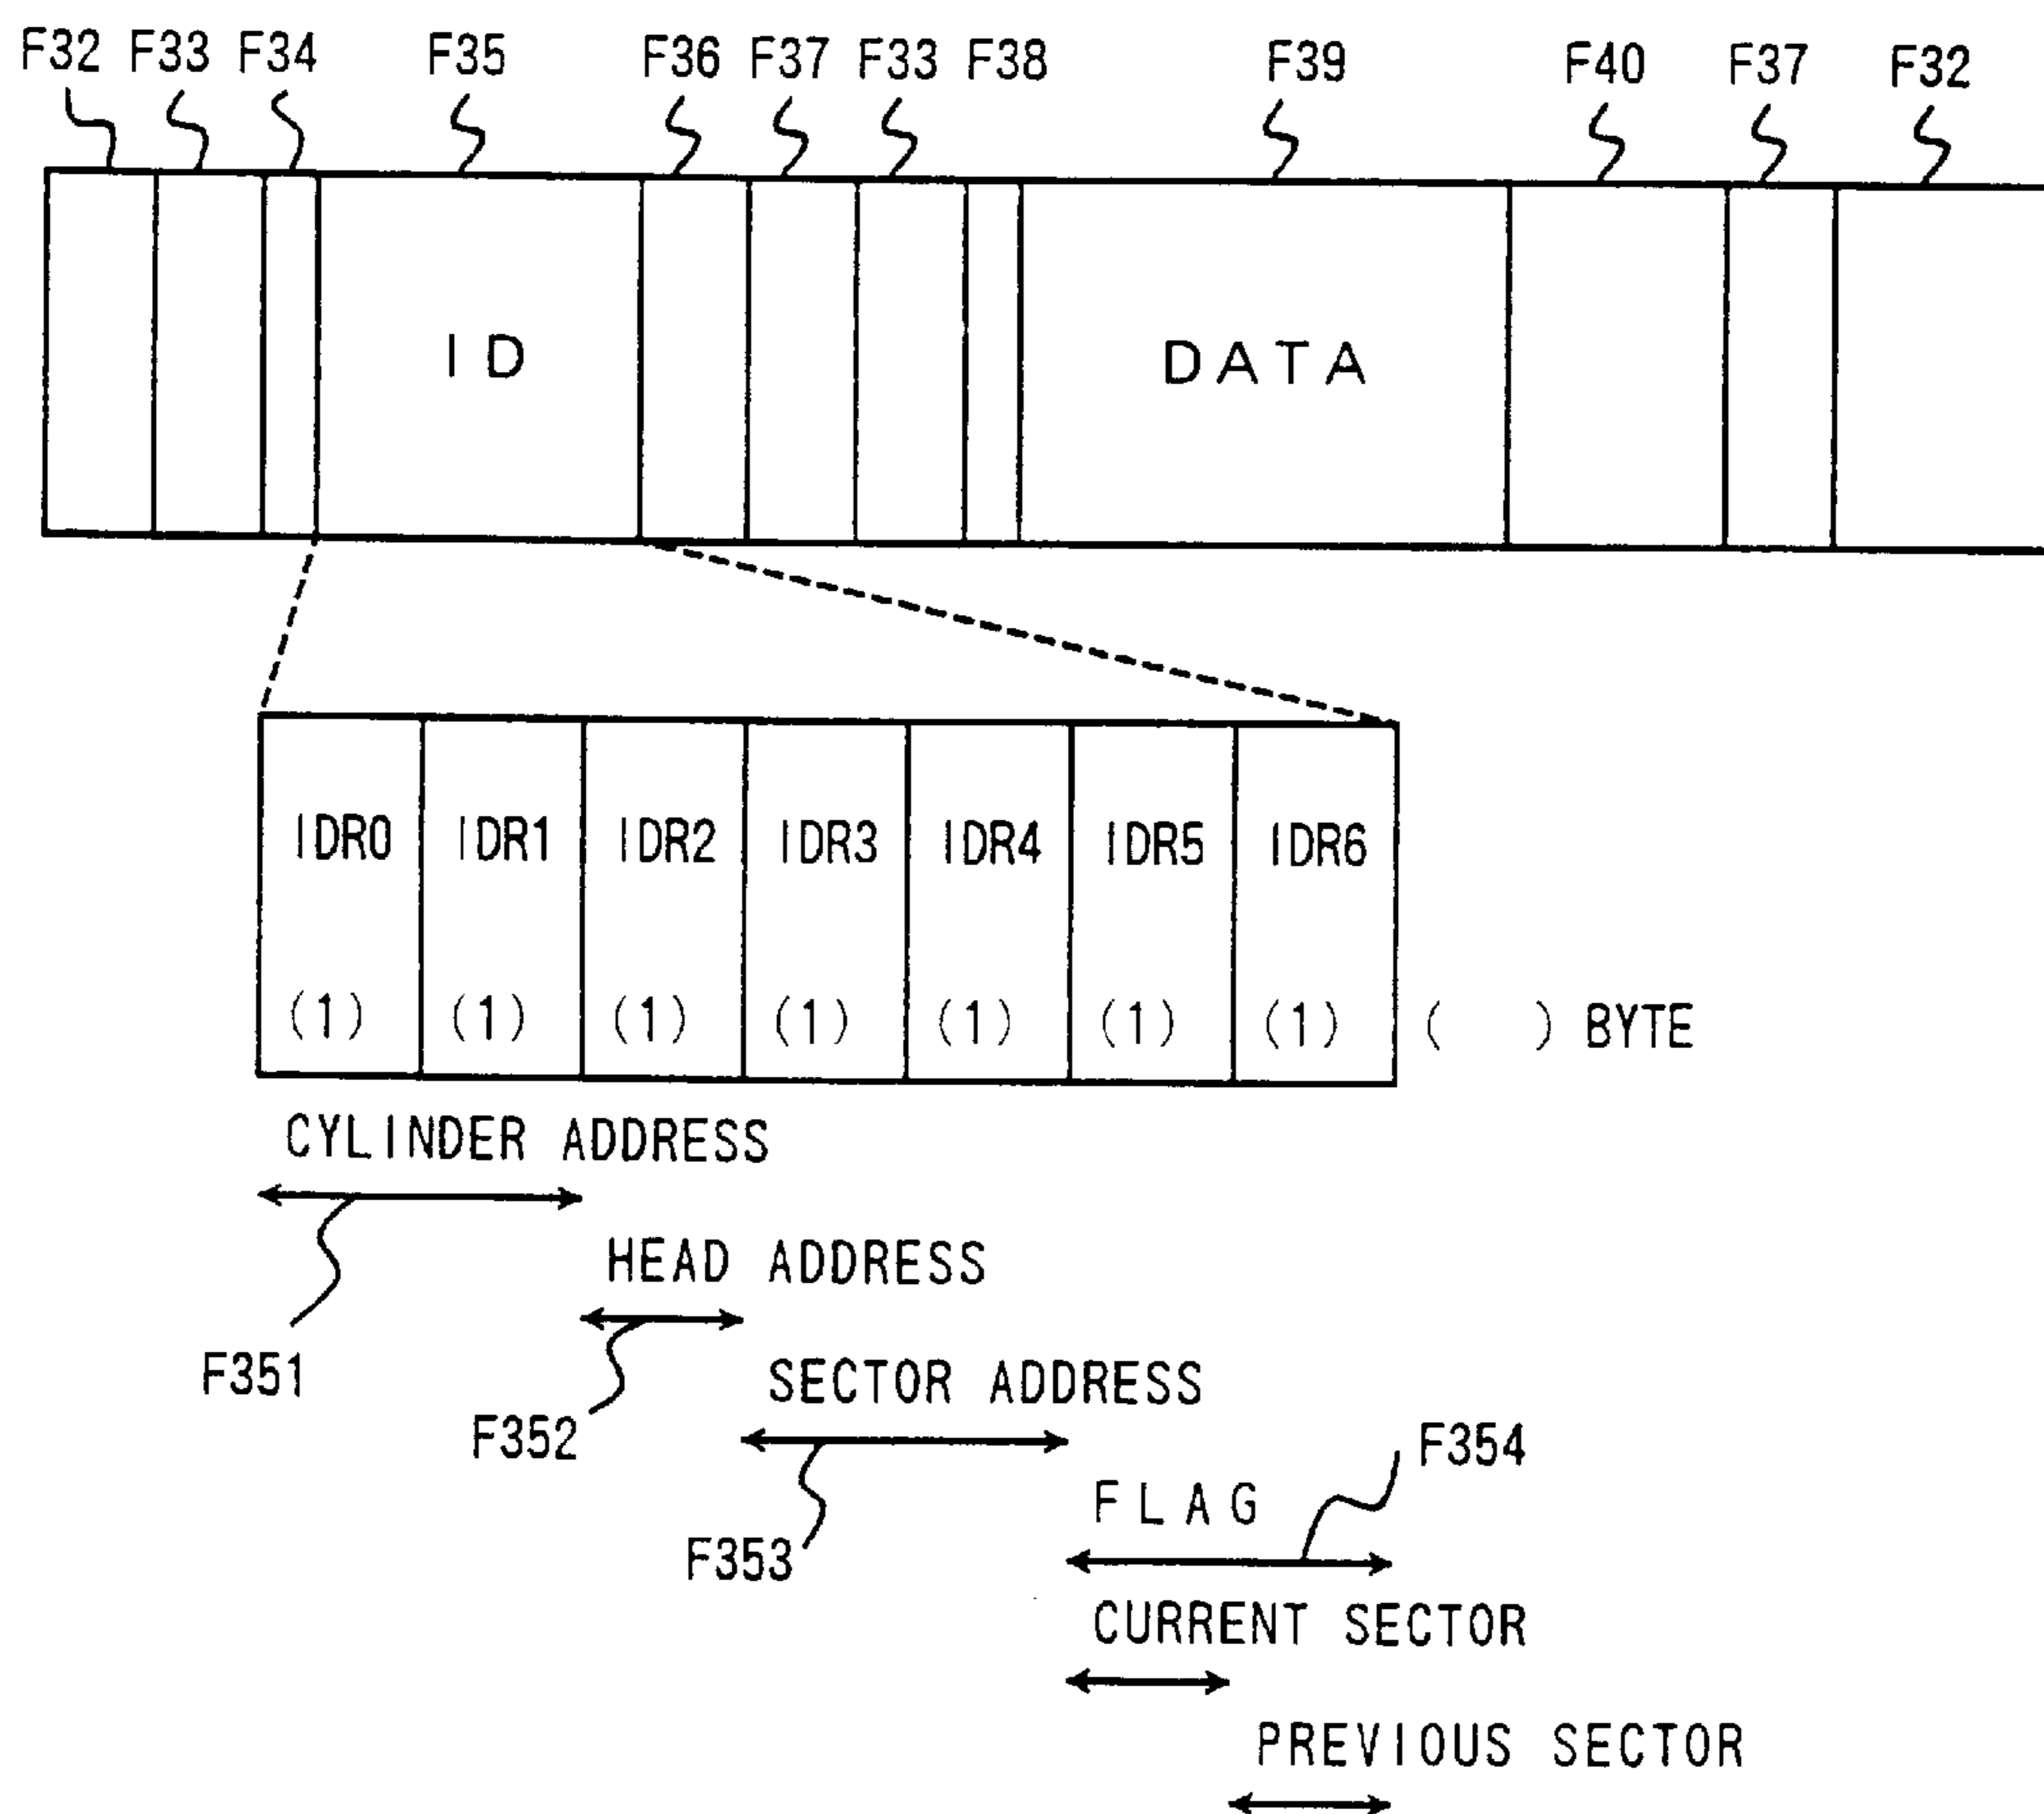 F32 F33 F34 F35 F36 F37 F33 F38 F39 F40 F37 F32
ID DATA
IDR0 IDR1 IDR2 IDR3 IDR4 IDR5 IDR6
(1) (1) (1) (1) (1) (1) (1) ( ) BYTE
CYLINDER ADDRESS
HEAD ADDRESS
F351
SECTOR ADDRESS
F352
F354
FLAG
F353
CURRENT SECTOR
PREVIOUS SECTOR